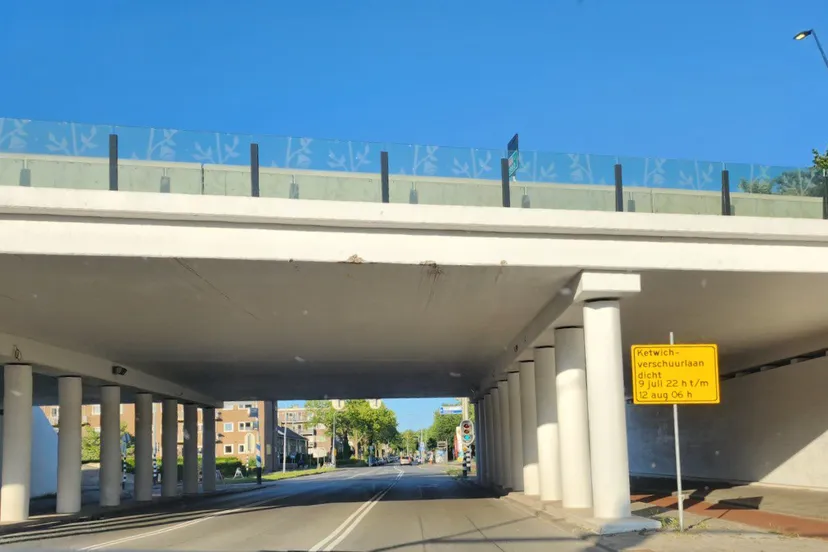 Ketwich-
verschuurlaan
dicht
9 juli 22 h t/m
12 aug 06 h